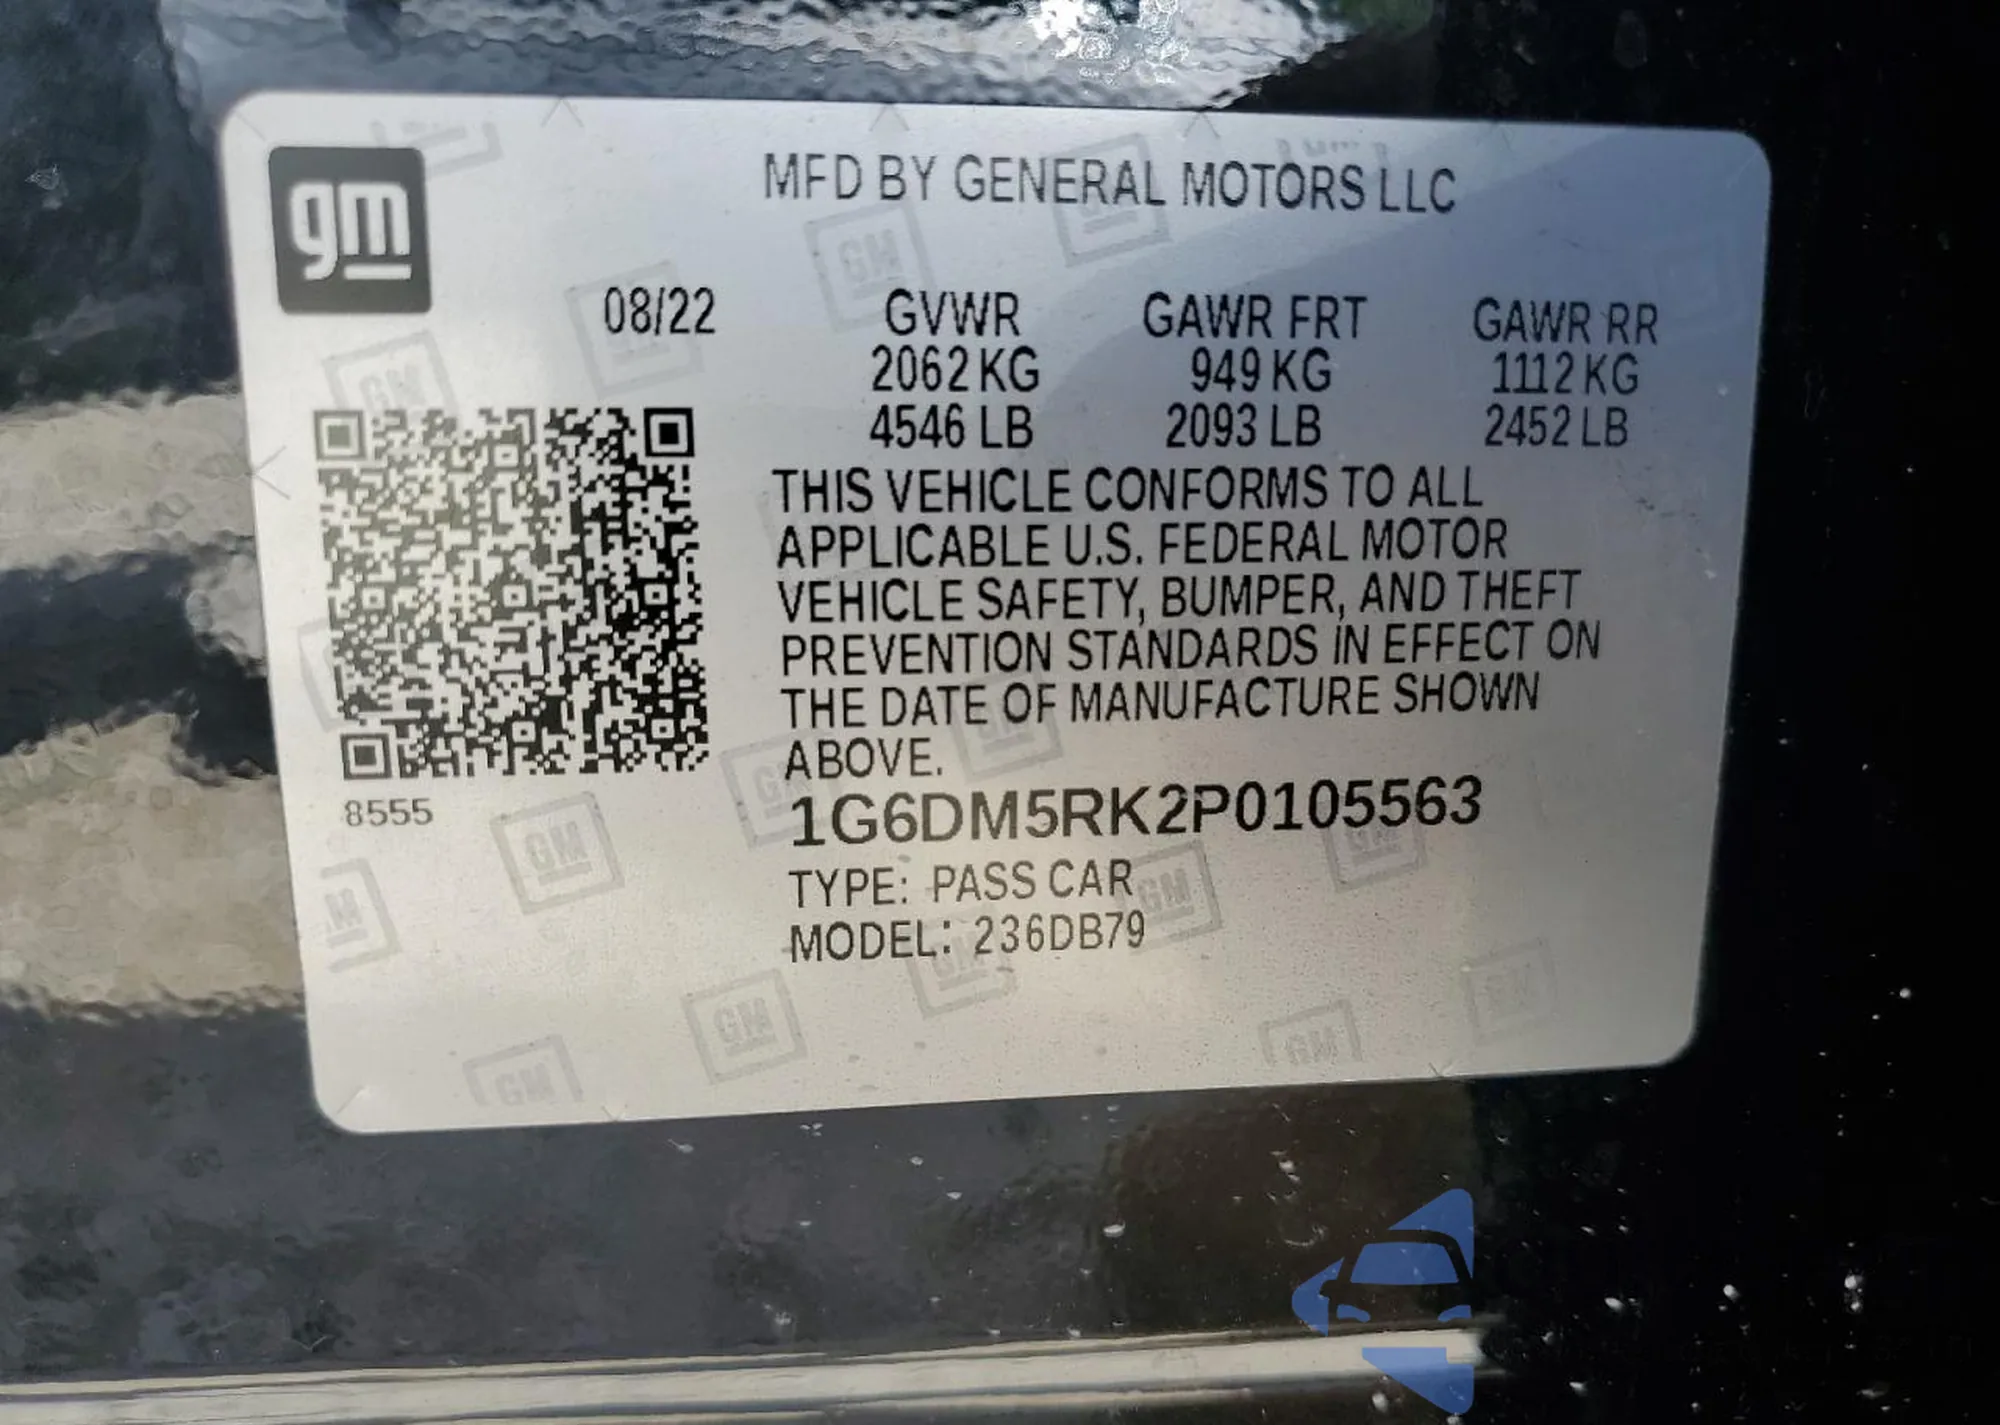 gm
MFD BY GENERAL MOTORS LLC
08/22 GVWR GAWR FRT GAWR RR
2062 KG 949 KG 1112 KG
4546 LB 2093 LB 2452 LB
THIS VEHICLE CONFORMS TO ALL
APPLICABLE U.S. FEDERAL MOTOR
VEHICLE SAFETY, BUMPER, AND THEFT
PREVENTION STANDARDS IN EFFECT ON
THE DATE OF MANUFACTURE SHOWN
ABOVE.
8555
1G6DM5RK2P0105563
TYPE: PASS CAR
MODEL: 236DB79